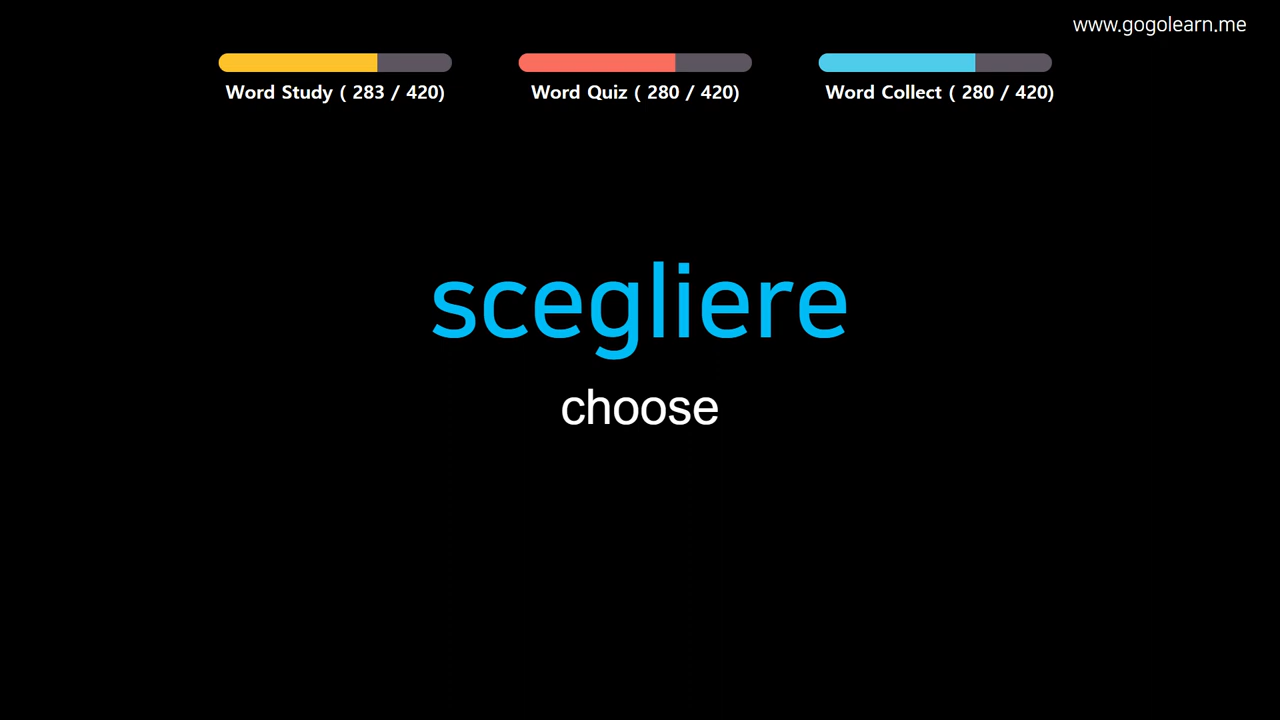 www.gogolearn.me
Word Study ( 283 / 420)
Word Quiz ( 280 / 420)
Word Collect ( 280 / 420)
scegliere
choose